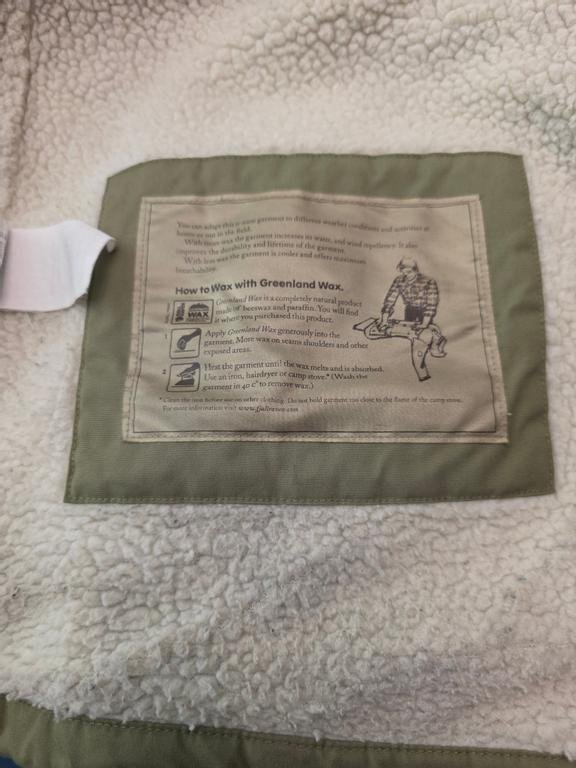 You can adapt this G-1000 garment to different weather conditions and activities at
home or out in the field.
With more wax the garment increases its water, and wind repellency. It also
improves the durability and lifetime of the garment.
With less wax the garment is cooler and offers maximum
breathability.
How to Wax with Greenland Wax.
Greenland Wax is a completely natural product
made of beeswax and paraffin. You will find
it where you purchased this product.
WAX
1
Apply Greenland Wax generously into the
garment. More wax on seams shoulders and other
exposed areas.
2
Heat the garment until the wax melts and is absorbed.
Use an iron, hairdryer or camp stove.* (Wash the
garment in 40 c° to remove wax.)
* Clean the iron before use on other clothing. Do not hold garment too close to the flame of the camp stove.
For more information visit www.fjallraven.com